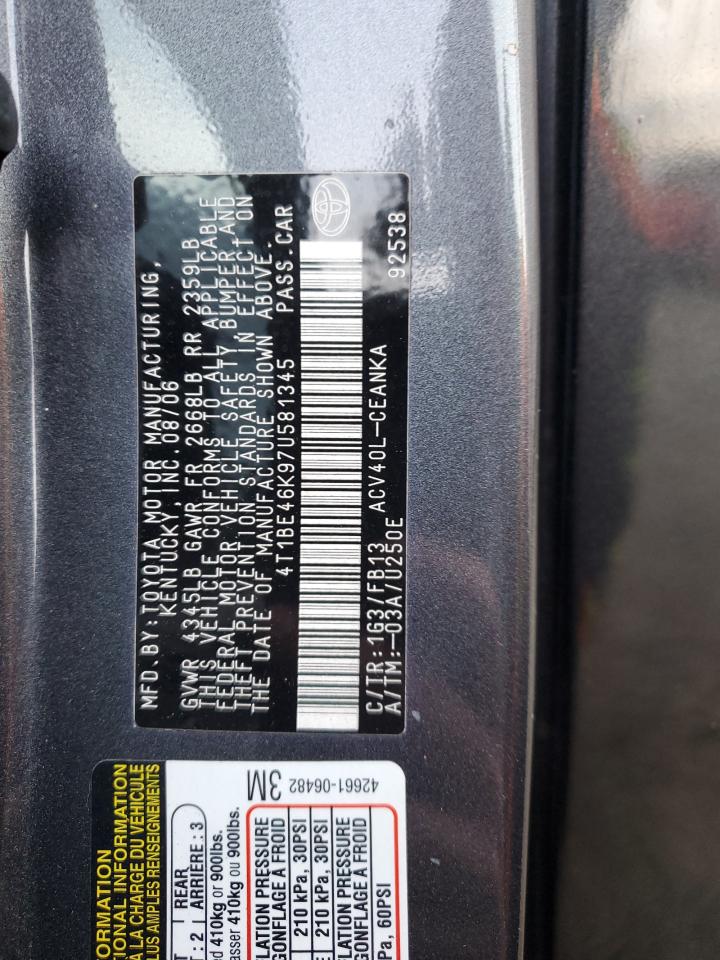 MFD.BY:TOYOTA MOTOR MANUFACTURING,
KENTUCKY,INC.08/06
GVWR 4345LB GAWR FR 2668LB RR 2359LB
THIS VEHICLE CONFORMS TO ALL APPLICABLE
FEDERAL MOTOR VEHICLE SAFETY, BUMPER,AND
THEFT PREVENTION STANDARDS IN EFFECT ON
THE DATE OF MANUFACTURE SHOWN ABOVE.
4T1BE46K97U581345 PASS.CAR
C/TR:1G3/FB13 ACV40L-CEANKA
A/TM:-03A/U250E 92538
ORMATION
TIONAL INFORMATION
A LA CHARGE DU VÉHICULE
LUS AMPLES RENSEIGNEMENTS
T : 2 REAR ARRIÈRE : 3
ed 410kg or 900lbs.
asser 410kg ou 900lbs.
3M
42661-06482
LATION PRESSURE
GONFLAGE À FROID
210 kPa, 30PSI
210 kPa, 30PSI
LATION PRESSURE
GONFLAGE À FROID
Pa, 60PSI